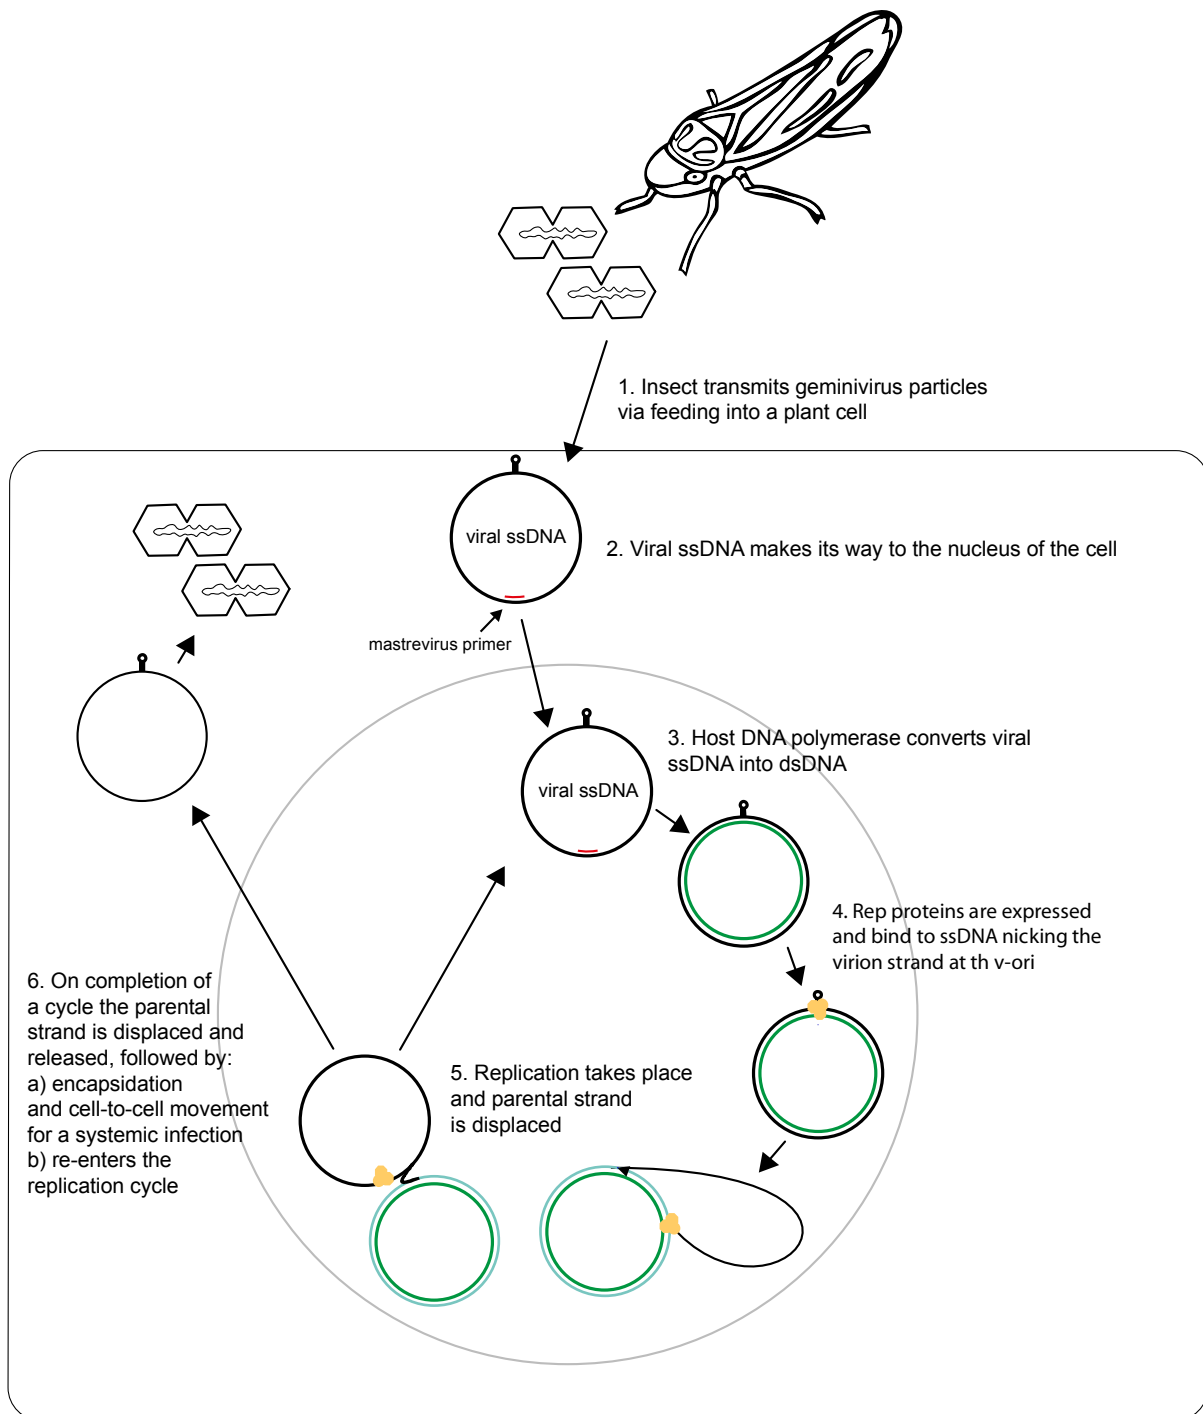 1. Insect transmits geminivirus particles
via feeding into a plant cell
viral ssDNA
2. Viral ssDNA makes its way to the nucleus of the cell
mastrevirus primer
3. Host DNA polymerase converts viral
ssDNA into dsDNA
viral ssDNA
4. Rep proteins are expressed
and bind to ssDNA nicking the
virion strand at th v-ori
5. Replication takes place
and parental strand
is displaced
6. On completion of
a cycle the parental
strand is displaced and
released, followed by:
a) encapsidation
and cell-to-cell movement
for a systemic infection
b) re-enters the
replication cycle